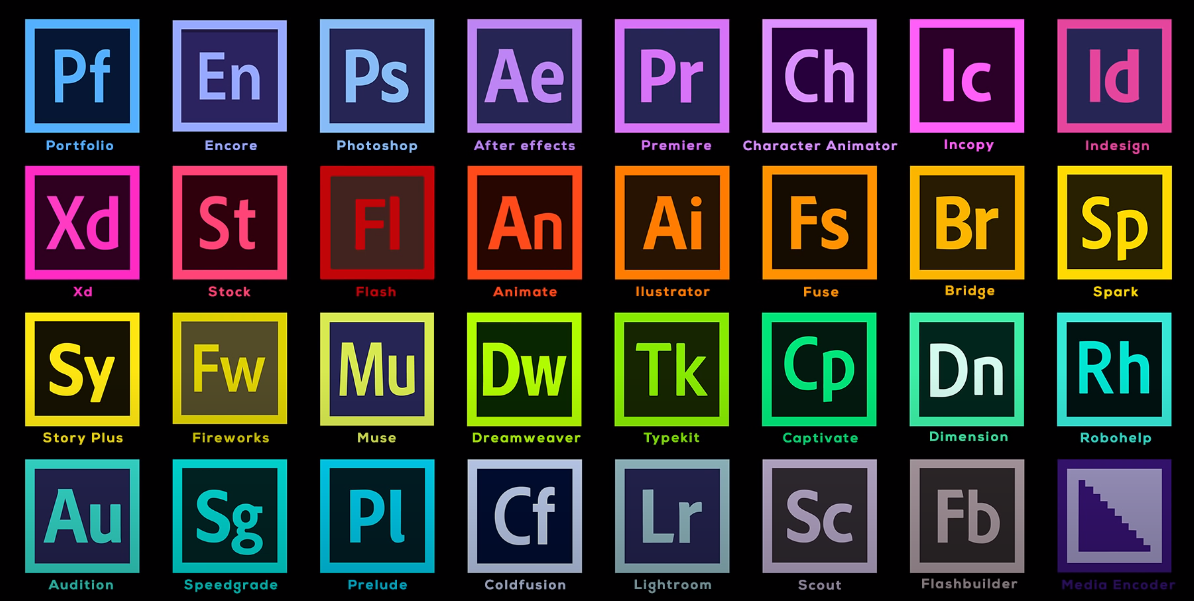 Pf En Ps Ae Pr Ch Ic Id
Portfolio Encore Photoshop After effects Premiere Character Animator Incopy Indesign
Xd St Fl An Ai Fs Br Sp
Xd Stock Flash Animate Ilustrator Fuse Bridge Spark
Sy Fw Mu Dw Tk Cp Dn Rh
Story Plus Fireworks Muse Dreamweaver Typekit Captivate Dimension Robohelp
Au Sg Pl Cf Lr Sc Fb
Audition Speedgrade Prelude Coldfusion Lightroom Scout Flashbuilder Media Encoder